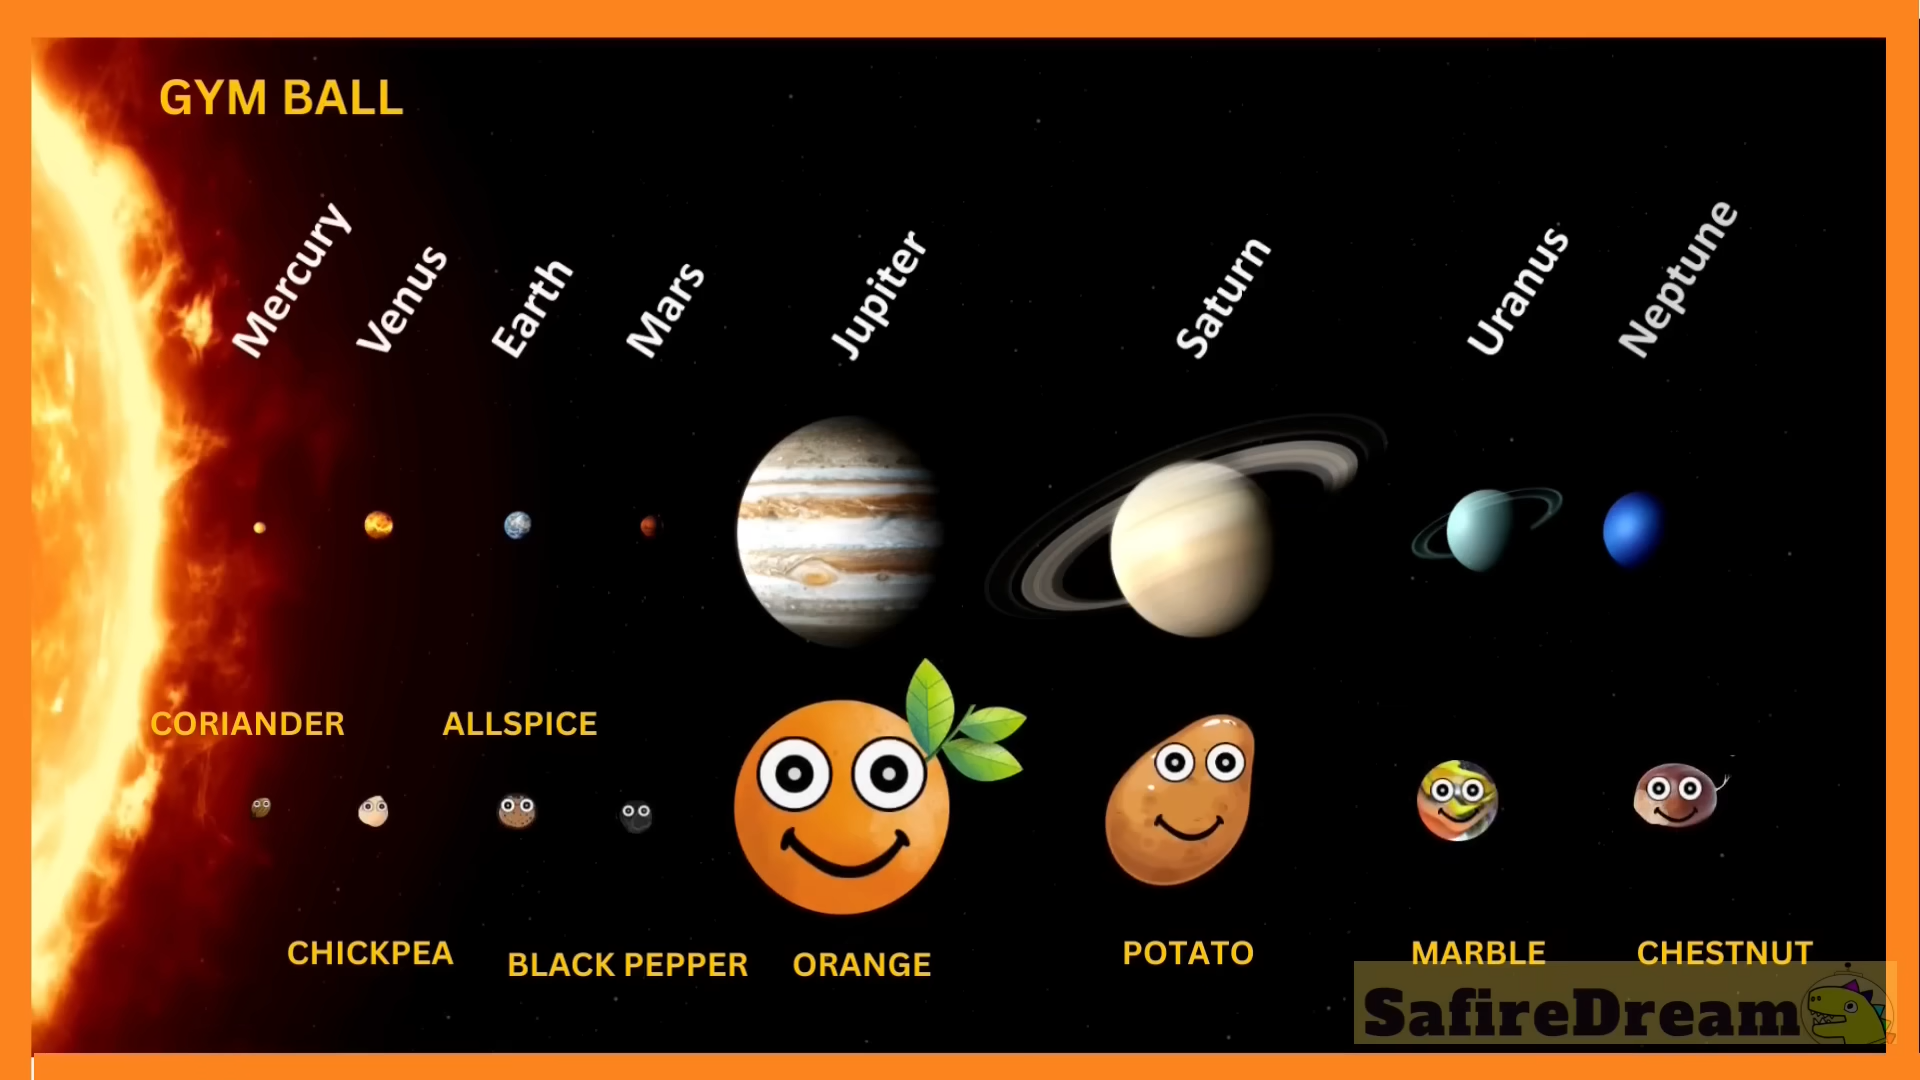 GYM BALL
Mercury
Venus
Earth
Mars
Jupiter
Saturn
Uranus
Neptune
CORIANDER
ALLSPICE
CHICKPEA
BLACK PEPPER
ORANGE
POTATO
MARBLE
CHESTNUT
SafireDream